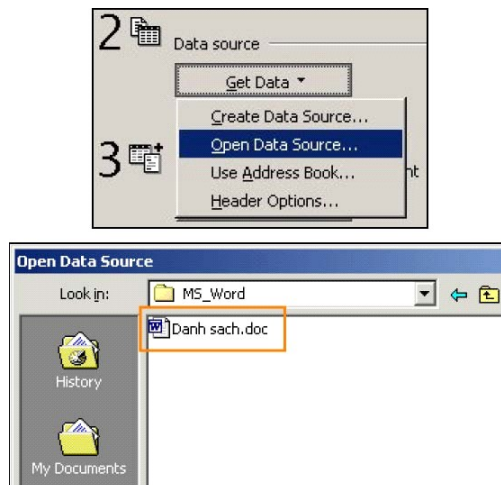 2 Data source
Get Data
Create Data Source...
Open Data Source...
3
Use Address Book...
nt
Header Options...
Open Data Source
Look in: MS_Word
Danh sach.doc
History
My Documents